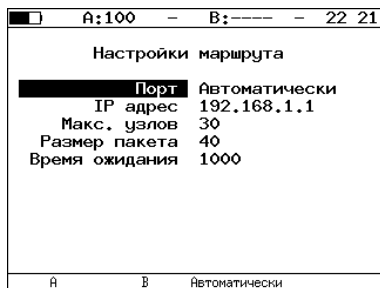 A:100 – B:---- – 22 21
Настройки маршрута
Порт Автоматически
IP адрес 192.168.1.1
Макс. узлов 30
Размер пакета 40
Время ожидания 1000
A B Автоматически